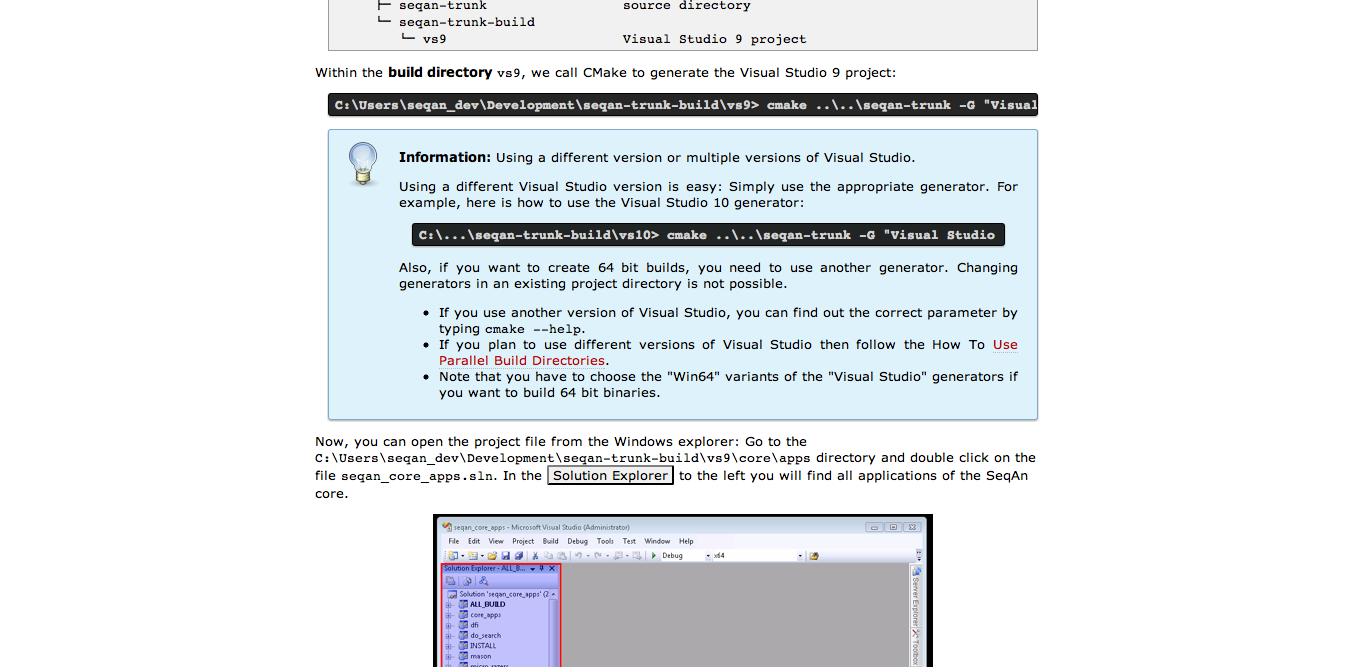 ├─ seqan-trunk source directory
└─ seqan-trunk-build
└─ vs9 Visual Studio 9 project
Within the build directory vs9, we call CMake to generate the Visual Studio 9 project:
C:\Users\seqan_dev\Development\seqan-trunk-build\vs9> cmake ..\..\seqan-trunk -G "Visual
Information: Using a different version or multiple versions of Visual Studio.
Using a different Visual Studio version is easy: Simply use the appropriate generator. For
example, here is how to use the Visual Studio 10 generator:
C:\...\seqan-trunk-build\vs10> cmake ..\..\seqan-trunk -G "Visual Studio
Also, if you want to create 64 bit builds, you need to use another generator. Changing
generators in an existing project directory is not possible.
• If you use another version of Visual Studio, you can find out the correct parameter by
typing cmake --help.
• If you plan to use different versions of Visual Studio then follow the How To Use
Parallel Build Directories.
• Note that you have to choose the "Win64" variants of the "Visual Studio" generators if
you want to build 64 bit binaries.
Now, you can open the project file from the Windows explorer: Go to the
C:\Users\seqan_dev\Development\seqan-trunk-build\vs9\core\apps directory and double click on the
file seqan_core_apps.sln. In the Solution Explorer to the left you will find all applications of the SeqAn
core.
seqan_core_apps - Microsoft Visual Studio (Administrator)
File Edit View Project Build Debug Tools Test Window Help
Debug x64
Solution Explorer - ALL_B...
Solution 'seqan_core_apps' (2
ALL_BUILD
core_apps
dfi
do_search
INSTALL
mason
micro_razers
Server Explorer
Toolbox